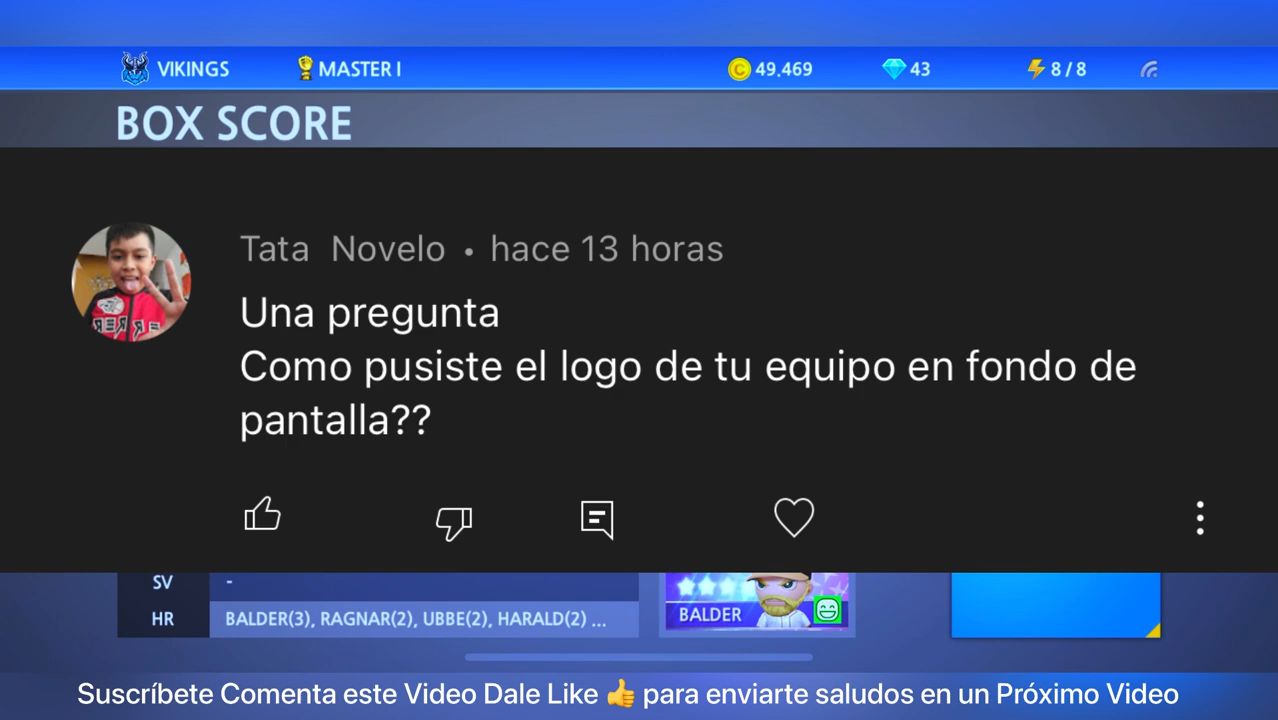 VIKINGS MASTER I 49.469 43 8 / 8
BOX SCORE
Tata Novelo • hace 13 horas
Una pregunta
Como pusiste el logo de tu equipo en fondo de
pantalla??
SV -
HR BALDER(3), RAGNAR(2), UBBE(2), HARALD(2) ...
BALDER
Suscríbete Comenta este Video Dale Like 👍 para enviarte saludos en un Próximo Video